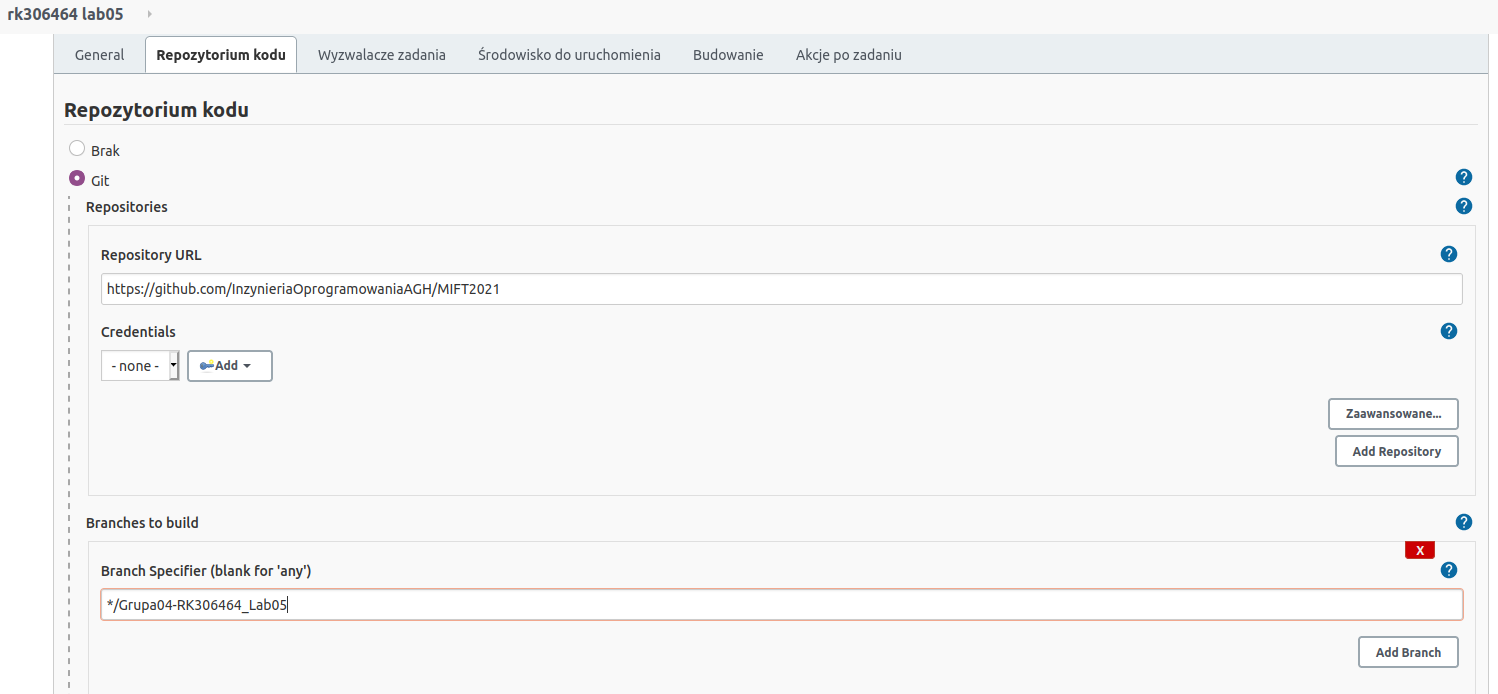 rk306464 lab05
General Repozytorium kodu Wyzwalacze zadania Środowisko do uruchomienia Budowanie Akcje po zadaniu
Repozytorium kodu
Brak
Git
?
Repositories
?
Repository URL
?
https://github.com/InzynieriaOprogramowaniaAGH/MIFT2021
Credentials
?
- none - Add
Zaawansowane...
Add Repository
Branches to build
?
X
Branch Specifier (blank for 'any')
?
*/Grupa04-RK306464_Lab05
Add Branch